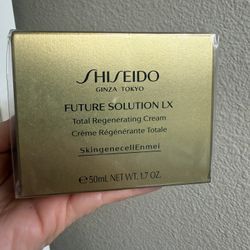 SHISEIDO
GINZA TOKYO
FUTURE SOLUTION LX
Total Regenerating Cream
Crème Régénérante Totale
SkingenecellEnmei
℮50mL NET WT. 1.7 OZ.